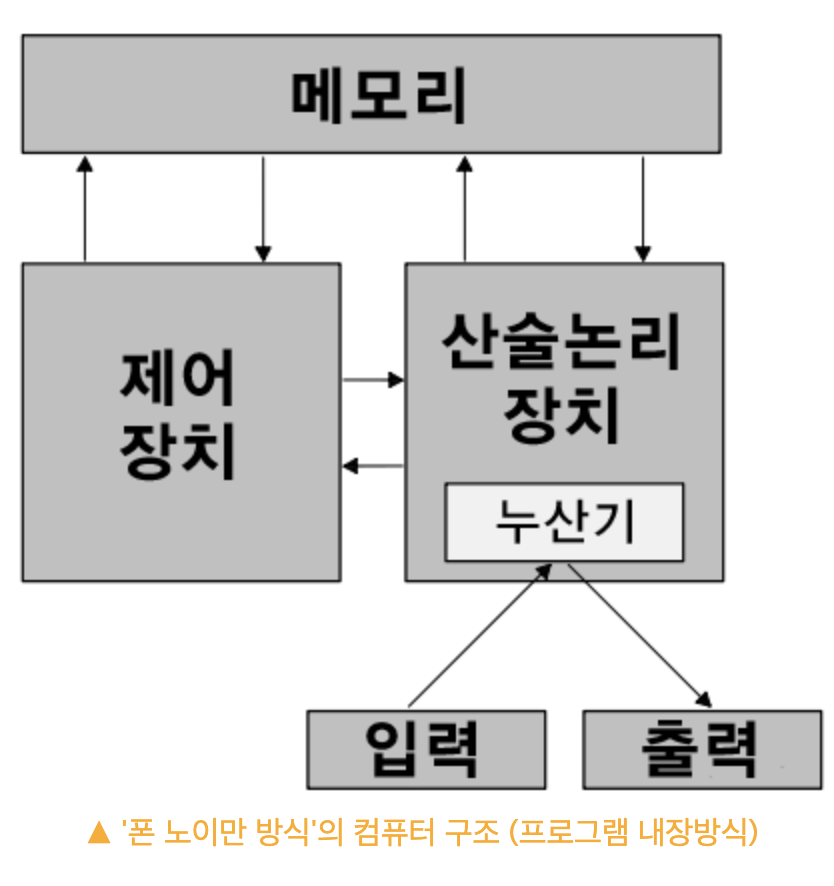 메모리
제어
장치
산술논리
장치
누산기
입력
출력
▲ '폰 노이만 방식'의 컴퓨터 구조 (프로그램 내장방식)